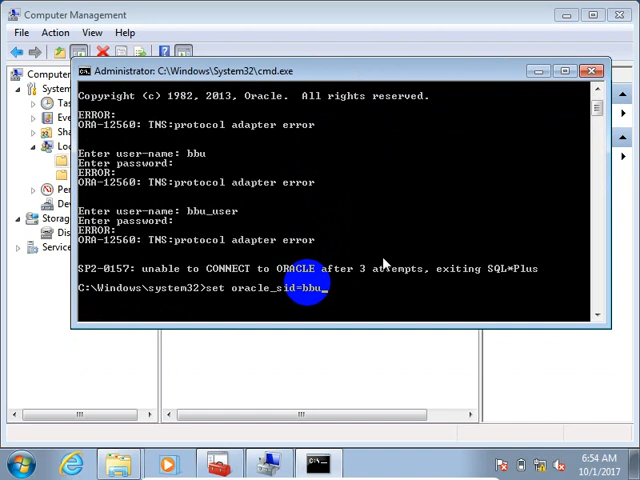 Computer Management
File Action View Help
Administrator: C:\Windows\System32\cmd.exe
Copyright (c) 1982, 2013, Oracle.  All rights reserved.
ERROR:
ORA-12560: TNS:protocol adapter error
Enter user-name: bbu
Enter password:
ERROR:
ORA-12560: TNS:protocol adapter error
Enter user-name: bbu_user
Enter password:
ERROR:
ORA-12560: TNS:protocol adapter error
SP2-0157: unable to CONNECT to ORACLE after 3 attempts, exiting SQL*Plus
C:\Windows\system32>set oracle_sid=bbu_
Computer
System
Tas
Eve
Sha
Loc
Per
Dev
Storag
Service
6:54 AM
10/1/2017